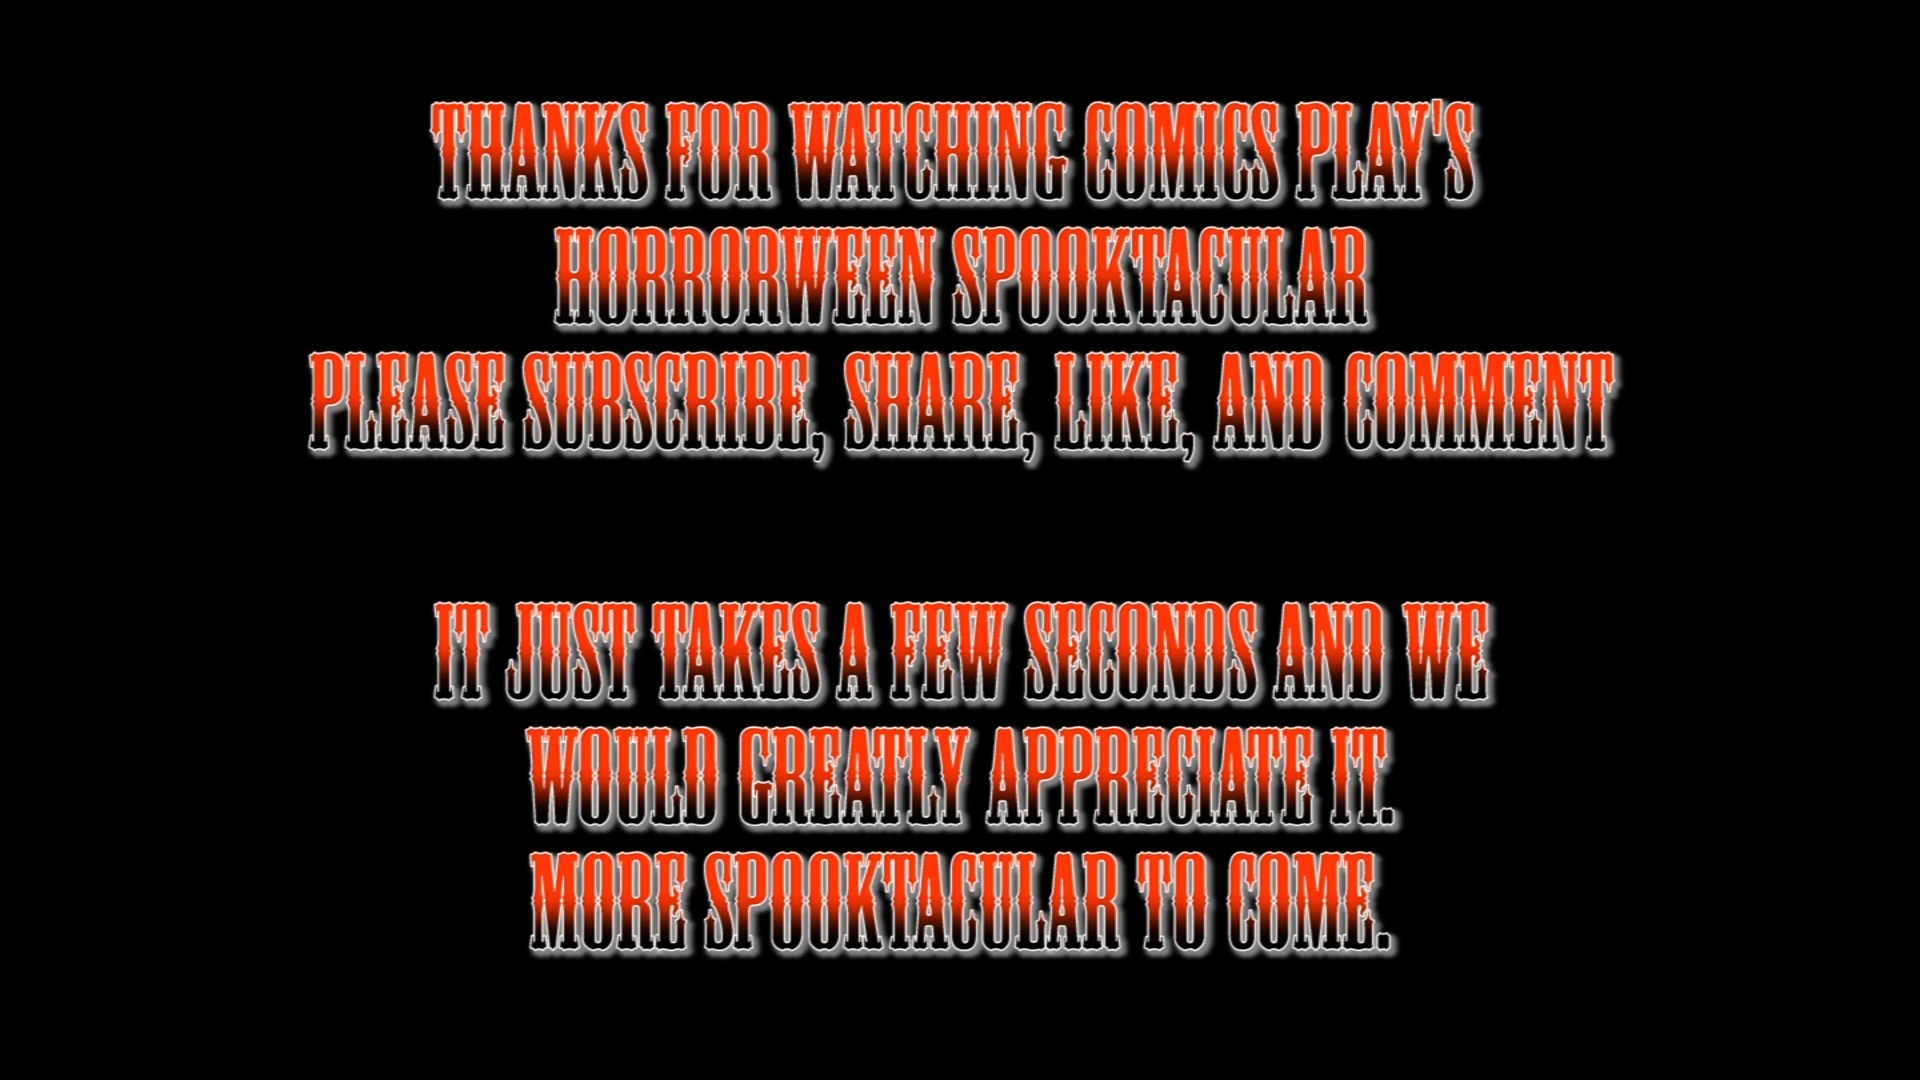 THANKS FOR WATCHING COMICS PLAY'S
HORRORWEEN SPOOKTACULAR
PLEASE SUBSCRIBE, SHARE, LIKE, AND COMMENT
IT JUST TAKES A FEW SECONDS AND WE
WOULD GREATLY APPRECIATE IT.
MORE SPOOKTACULAR TO COME.